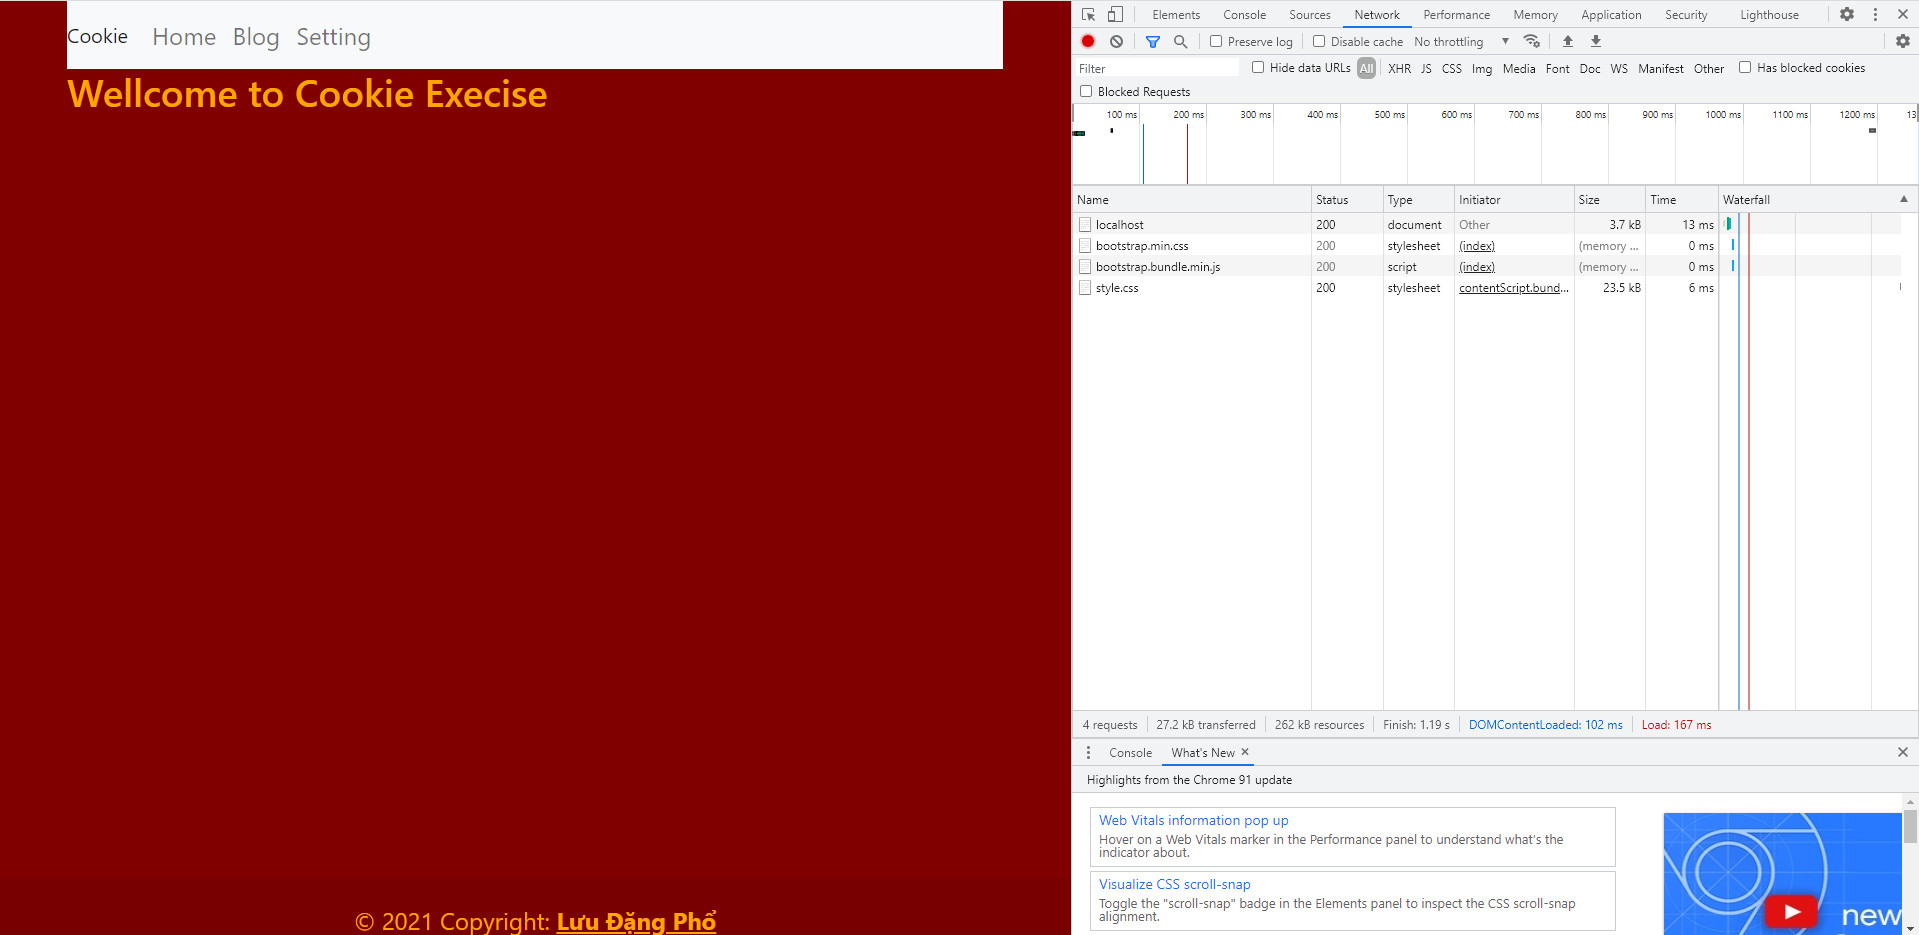 Cookie Home Blog Setting
Wellcome to Cookie Execise
© 2021 Copyright: Lưu Đặng Phổ
Elements Console Sources Network Performance Memory Application Security Lighthouse
Preserve log Disable cache No throttling
Filter Hide data URLs All XHR JS CSS Img Media Font Doc WS Manifest Other Has blocked cookies
Blocked Requests
100 ms 200 ms 300 ms 400 ms 500 ms 600 ms 700 ms 800 ms 900 ms 1000 ms 1100 ms 1200 ms 13
Name Status Type Initiator Size Time Waterfall
localhost 200 document Other 3.7 kB 13 ms
bootstrap.min.css 200 stylesheet (index) (memory ... 0 ms
bootstrap.bundle.min.js 200 script (index) (memory ... 0 ms
style.css 200 stylesheet contentScript.bund... 23.5 kB 6 ms
4 requests 27.2 kB transferred 262 kB resources Finish: 1.19 s DOMContentLoaded: 102 ms Load: 167 ms
Console What's New
Highlights from the Chrome 91 update
Web Vitals information pop up
Hover on a Web Vitals marker in the Performance panel to understand what's the
indicator about.
Visualize CSS scroll-snap
Toggle the "scroll-snap" badge in the Elements panel to inspect the CSS scroll-snap
alignment.
new